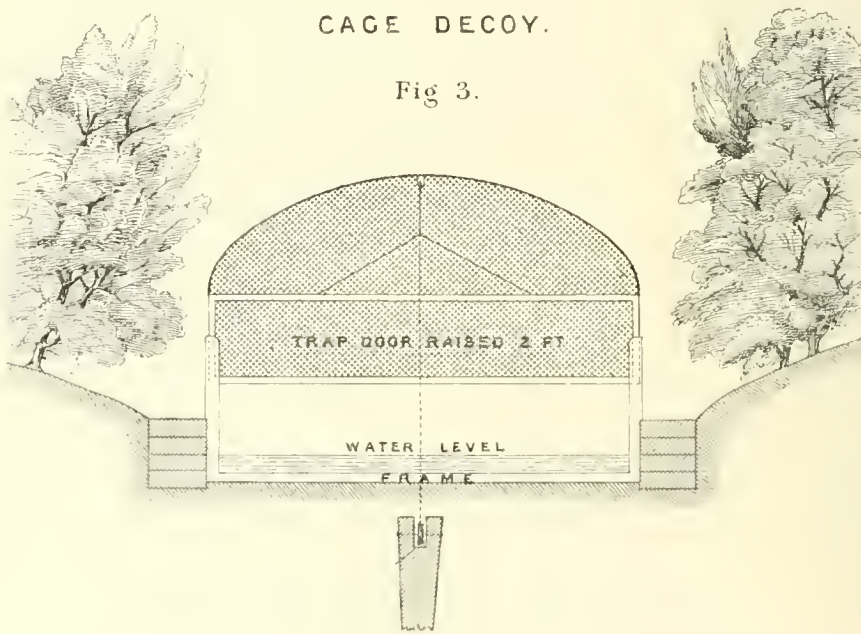 CAGE DECOY.
Fig 3.
TRAP DOOR RAISED 2 FT
WATER LEVEL
FRAME